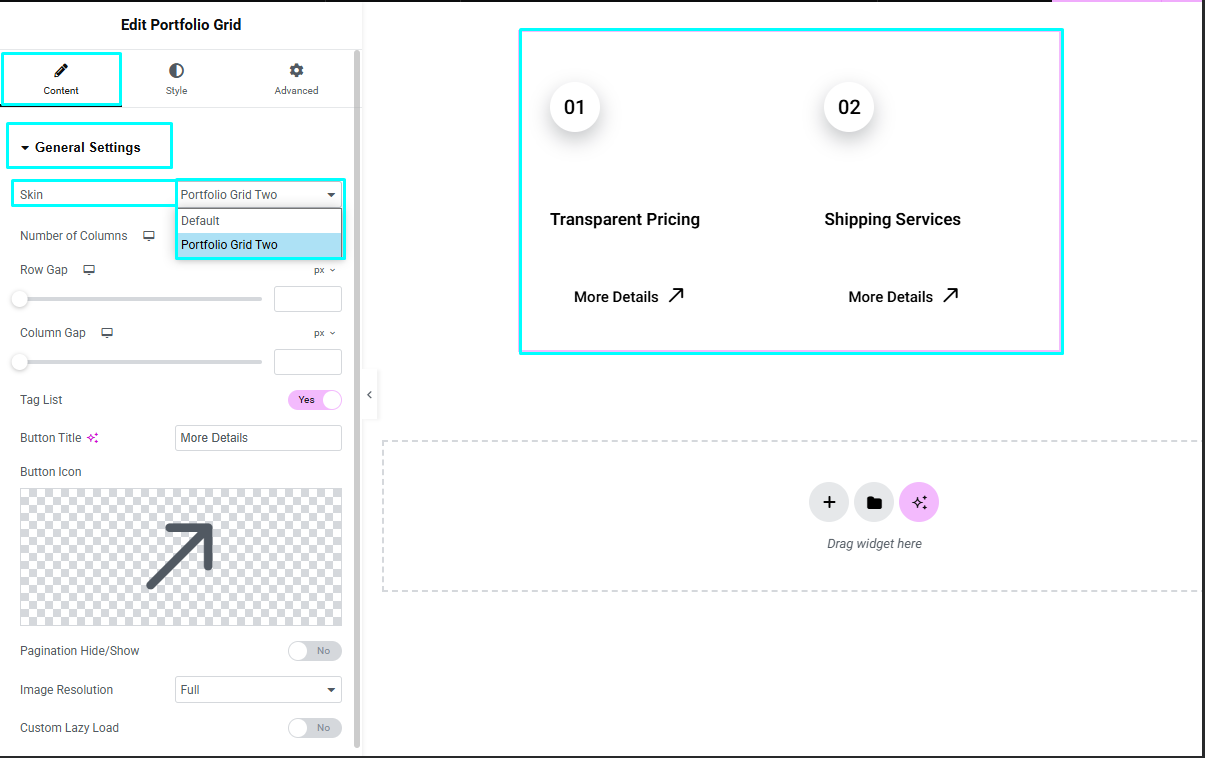 Edit Portfolio Grid
Content
Style
Advanced
General Settings
Skin
Portfolio Grid Two
Default
Portfolio Grid Two
Number of Columns
Row Gap
px
Column Gap
px
Tag List
Yes
Button Title
More Details
Button Icon
Pagination Hide/Show
No
Image Resolution
Full
Custom Lazy Load
No
01
02
Transparent Pricing
Shipping Services
More Details
More Details
Drag widget here